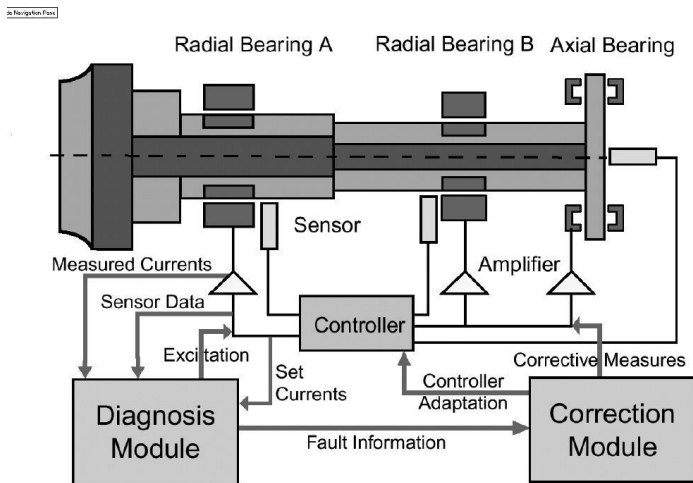 Radial Bearing A
Radial Bearing B
Axial Bearing
Sensor
Amplifier
Measured Currents
Sensor Data
Exciitation
Set
Currents
Controller
Controller
Adaptation
Corrective Measures
Diagnosis
Module
Fault Information
Correction
Module